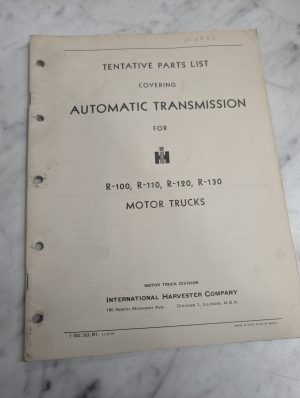 TENTATIVE PARTS LIST
COVERING
AUTOMATIC TRANSMISSION
FOR
IH
R-100, R-110, R-120, R-130
MOTOR TRUCKS
MOTOR TRUCK DIVISION
INTERNATIONAL HARVESTER COMPANY
180 NORTH MICHIGAN AVE. CHICAGO 1, ILLINOIS, U.S.A.